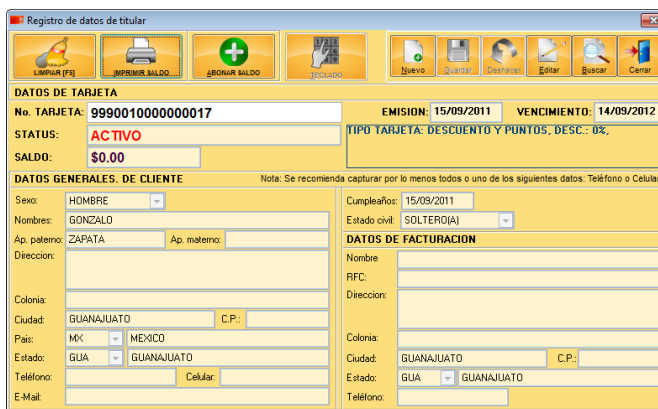 Registro de datos de titular
LIMPIAR [F5] IMPRIMIR SALDO ABONAR SALDO TECLADO Nuevo Guardar Deshacer Editar Buscar Cerrar
DATOS DE TARJETA
No. TARJETA: 9990010000000017 EMISION: 15/09/2011 VENCIMIENTO: 14/09/2012
STATUS: ACTIVO TIPO TARJETA: DESCUENTO Y PUNTOS, DESC.: 0%,
SALDO: $0.00
DATOS GENERALES. DE CLIENTE Nota: Se recomienda capturar por lo menos todos o uno de los siguientes datos: Teléfono o Celular
Sexo: HOMBRE Cumpleaños: 15/09/2011
Nombres: GONZALO Estado civil: SOLTERO(A)
Ap. paterno: ZAPATA Ap. materno: DATOS DE FACTURACION
Direccion: Nombre
RFC:
Direccion:
Colonia:
Ciudad: GUANAJUATO C.P.:
Pais: MX MEXICO Colonia:
Estado: GUA GUANAJUATO Ciudad: GUANAJUATO C.P.:
Teléfono: Celular: Estado: GUA GUANAJUATO
E-Mail: Teléfono: